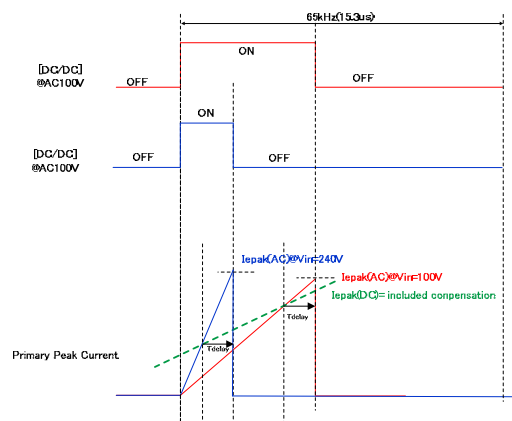 65kHz(15.3us)
ON
[DC/DC]
@AC100V
OFF
OFF
ON
[DC/DC]
@AC100V
OFF
OFF
Iepak(AC)@Vin=240V
Iepak(AC)@Vin=100V
Iepak(DC)= included conpensation
Tdelay
Tdelay
Primary Peak Current